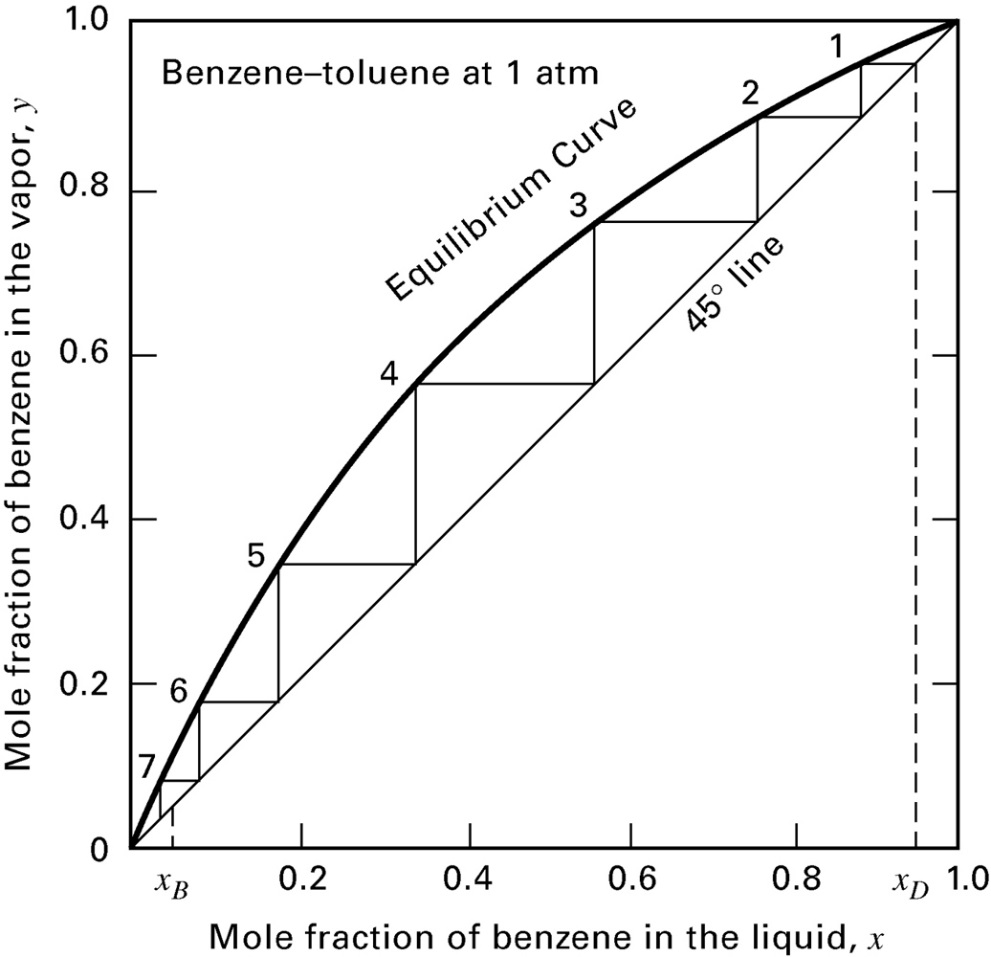 1.0
Benzene–toluene at 1 atm
1
2
Equilibrium Curve
0.8
3
45° line
0.6
4
0.4
5
0.2
6
7
0
x_B
0.2
0.4
0.6
0.8
x_D
1.0
Mole fraction of benzene in the vapor, y
Mole fraction of benzene in the liquid, x